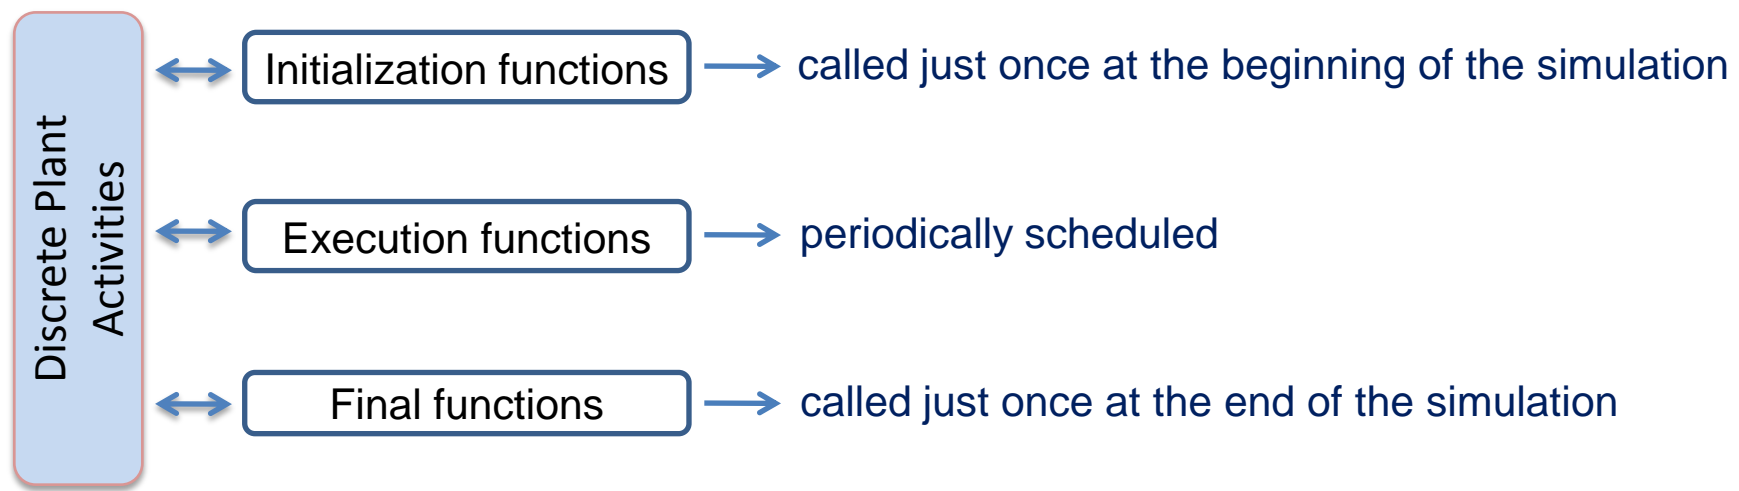 Discrete Plant
Activities
Initialization functions
called just once at the beginning of the simulation
Execution functions
periodically scheduled
Final functions
called just once at the end of the simulation